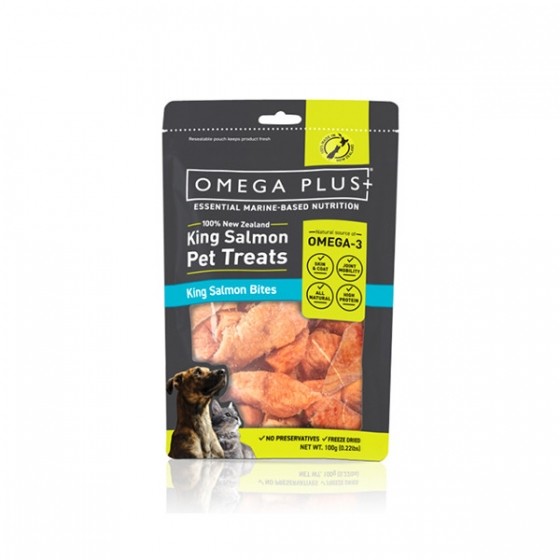 Resealable pouch keeps product fresh
OMEGA PLUS+
ESSENTIAL MARINE-BASED NUTRITION
100% New Zealand
King Salmon
Pet Treats
Natural source of
OMEGA-3
SKIN & COAT
JOINT MOBILITY
ALL NATURAL
HIGH PROTEIN
King Salmon Bites
✓NO PRESERVATIVES ✓FREEZE DRIED
NET WT. 100g (0.22lbs)